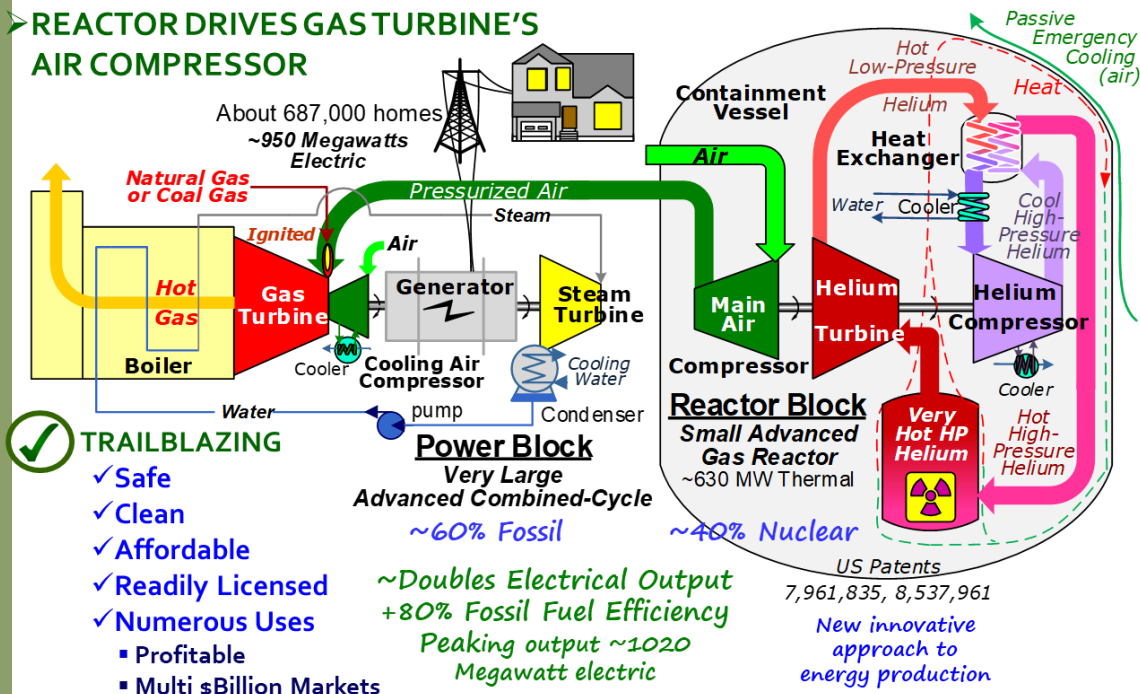 ➢REACTOR DRIVES GAS TURBINE'S
AIR COMPRESSOR
About 687,000 homes
~950 Megawatts
Electric
Natural Gas
or Coal Gas
Ignited
Pressurized Air
Steam
Air
Hot
Gas
Boiler
Gas
Turbine
Cooler
Cooling Air
Compressor
Generator
Steam
Turbine
Cooling
Water
Condenser
Water
pump
Power Block
Very Large
Advanced Combined-Cycle
~60% Fossil
Containment
Vessel
Air
Main
Air
Compressor
Helium
Turbine
Hot
Low-Pressure
Helium
Heat
Exchanger
Water
Cooler
Cool
High-
Pressure
Helium
Helium
Compressor
Cooler
Heat
Passive
Emergency
Cooling
(air)
Reactor Block
Small Advanced
Gas Reactor
~630 MW Thermal
~40% Nuclear
Very
Hot HP
Helium
Hot
High-
Pressure
Helium
US Patents
7,961,835, 8,537,961
New innovative
approach to
energy production
~Doubles Electrical Output
+80% Fossil Fuel Efficiency
Peaking output ~1020
Megawatt electric
TRAILBLAZING
✓Safe
✓Clean
✓Affordable
✓Readily Licensed
✓Numerous Uses
▪ Profitable
▪ Multi $Billion Markets